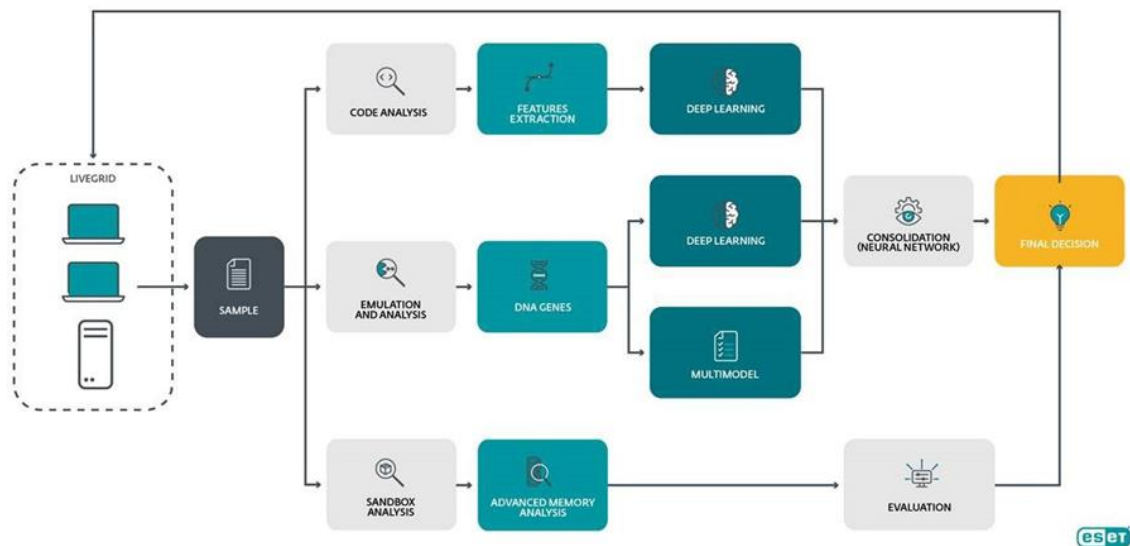 CODE ANALYSIS
FEATURES
EXTRACTION
DEEP LEARNING
LIVEGRID
SAMPLE
EMULATION
AND ANALYSIS
DNA GENES
DEEP LEARNING
MULTIMODEL
CONSOLIDATION
(NEURAL NETWORK)
FINAL DECISION
SANDBOX
ANALYSIS
ADVANCED MEMORY
ANALYSIS
EVALUATION
eseT